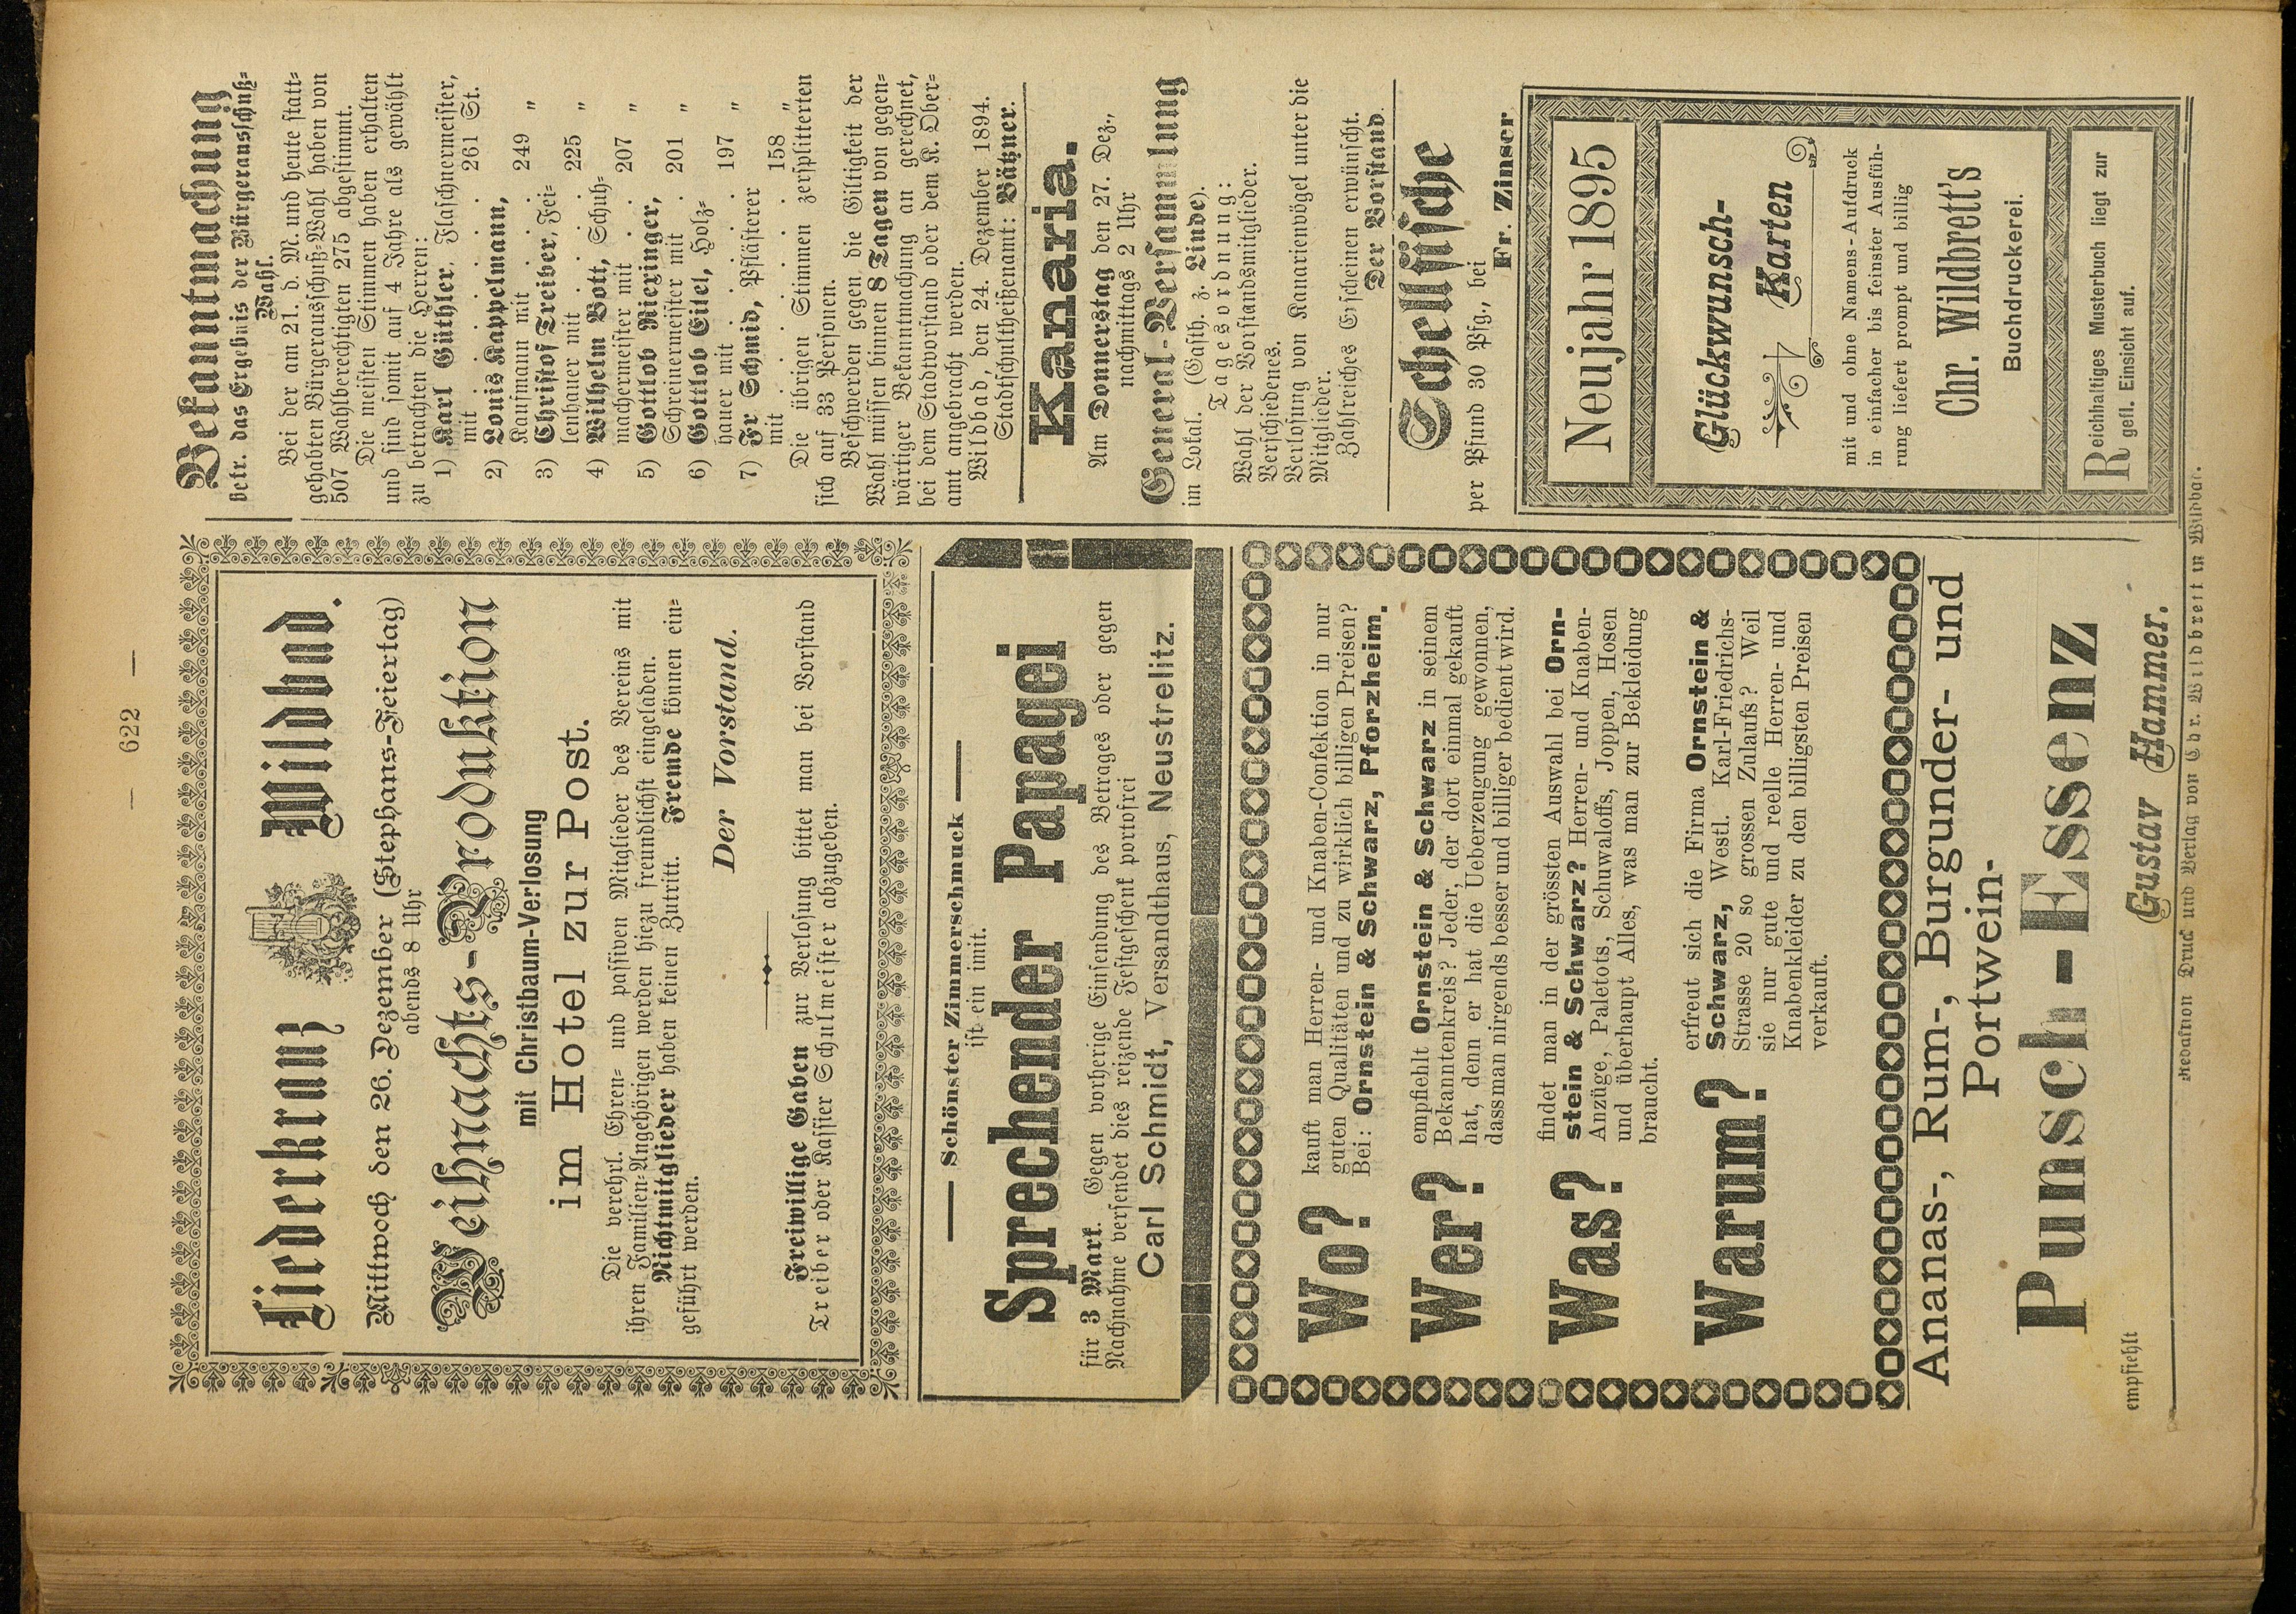 — 622 —
Liederkranz Wildbad.
Mittwoch den 26. Dezember (Stephans-Feiertag)
abends 8 Uhr
Weihnachts-Produktion
mit Christbaum-Verlosung
im Hotel zur Post.
Die verehrl. Ehren- und passiven Mitglieder des Vereins mit
ihren Familien-Angehörigen werden hiezu freundlichst eingeladen.
Nichtmitglieder haben keinen Zutritt. Fremde können ein-
geführt werden.
Der Vorstand.
Freiwillige Gaben zur Verlosung bittet man bei Vorstand
Treiber oder Kassier Schulmeister abzugeben.
— Schönster Zimmerschmuck —
ist ein imit.
Sprechender Papagei
für 3 Mark. Gegen vorherige Einsendung des Betrages oder gegen
Nachnahme versendet dies reizende Festgeschenk portofrei
Carl Schmidt, Versandthaus, Neustrelitz.
Wo? kauft man Herren- und Knaben-Confektion in nur
guten Qualitäten und zu wirklich billigen Preisen?
Bei: Ornstein & Schwarz, Pforzheim.
Wer? empfiehlt Ornstein & Schwarz in seinem
Bekanntenkreis? Jeder, der dort einmal gekauft
hat, denn er hat die Ueberzeugung gewonnen,
dass man nirgends besser und billiger bedient wird.
Was? findet man in der grössten Auswahl bei Orn-
stein & Schwarz? Herren- und Knaben-
Anzüge, Paletots, Schuwaloffs, Joppen, Hosen
und überhaupt Alles, was man zur Bekleidung
braucht.
Warum? erfreut sich die Firma Ornstein &
Schwarz, Westl. Karl-Friedrichs-
Strasse 20 so grossen Zulaufs? Weil
sie nur gute und reelle Herren- und
Knabenkleider zu den billigsten Preisen
verkauft.
Ananas-, Rum-, Burgunder- und
Portwein-
Punsch-Essenz
empfiehlt Gustav Hammer.
Bekanntmachung
betr. das Ergebnis der Bürgerausschuß-
Wahl.
Bei der am 21. d. M. und heute statt-
gehabten Bürgerausschuß-Wahl haben von
507 Wahlberechtigten 275 abgestimmt.
Die meisten Stimmen haben erhalten
und sind somit auf 4 Jahre als gewählt
zu betrachten die Herren:
1) Karl Güthler, Flaschnermeister,
mit . . . . . 261 St.
2) Louis Kappelmann,
Kaufmann mit . . . 249 "
3) Christof Treiber, Fei-
lenhauer mit . . . 225 "
4) Wilhelm Bott, Schuh-
machermeister mit . . 207 "
5) Gottlob Riexinger,
Schreinermeister mit . 201 "
6) Gottlob Eitel, Holz-
hauer mit . . . . 197 "
7) Fr Schmid, Pflästerer
mit . . . . . 158 "
Die übrigen Stimmen zersplitterten
sich auf 33 Personen.
Beschwerden gegen die Giltigkeit der
Wahl müssen binnen 8 Tagen von gegen-
wärtiger Bekanntmachung an gerechnet,
bei dem Stadtvorstand oder dem K. Ober-
amt angebracht werden.
Wildbad, den 24. Dezember 1894.
Stadtschultheißenamt: Bätzner.
Kanaria.
Am Donnerstag den 27. Dez.,
nachmittags 2 Uhr
General-Versammlung
im Lokal. (Gasth. z. Linde).
Tagesordnung:
Wahl der Vorstandsmitglieder.
Verschiedenes.
Verlosung von Kanarienvögel unter die
Mitglieder.
Zahlreiches Erscheinen erwünscht.
Der Vorstand.
Schellfische
per Pfund 30 Pfg., bei
Fr. Zinser
Neujahr 1895
Glückwunsch-
Karten
mit und ohne Namens-Aufdruck
in einfacher bis feinster Ausfüh-
rung liefert prompt und billig
Chr. Wildbrett's
Buchdruckerei.
Reichhaltiges Musterbuch liegt zur
gefl. Einsicht auf.
Redaktion Druck und Verlag von Chr. Wildbrett in Wildbad.